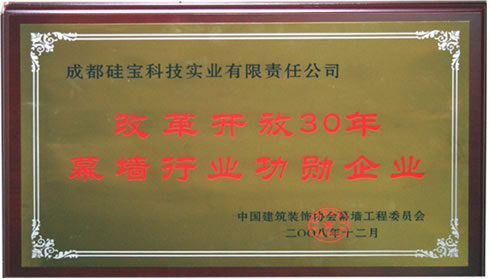 成都硅宝科技实业有限责任公司
改革开放30年
幕墙行业功勋企业
中国建筑装饰协会幕墙工程委员会
二〇〇八年十二月